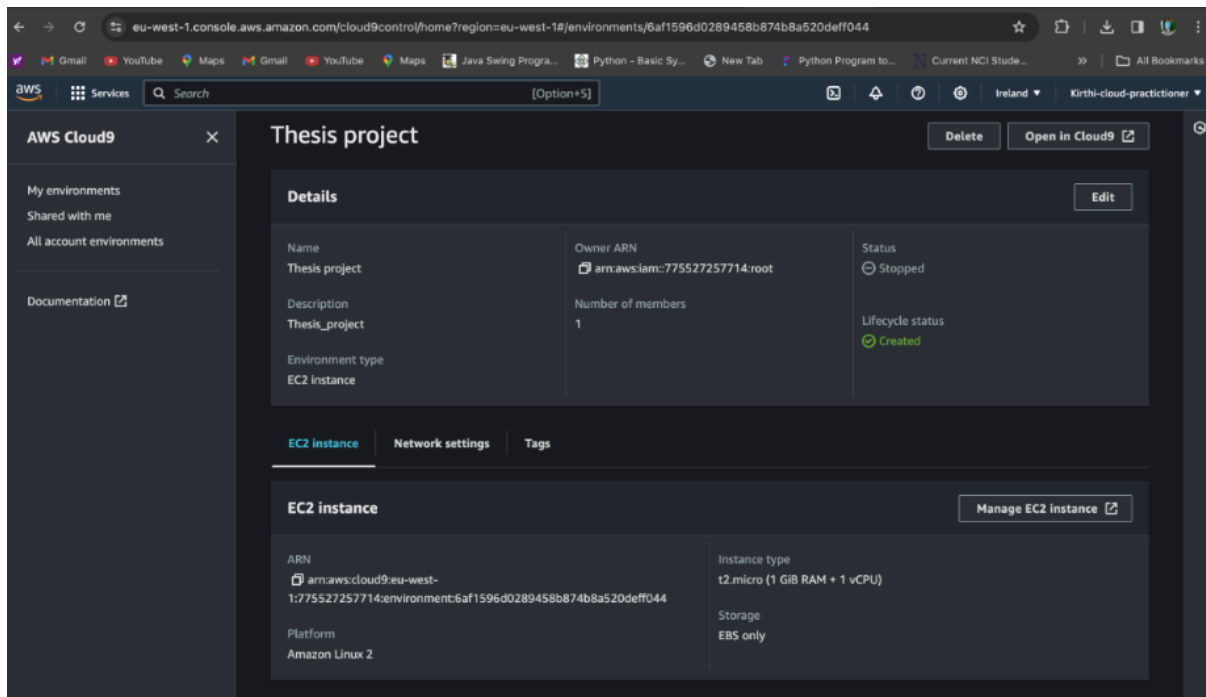 eu-west-1.console.aws.amazon.com/cloud9control/home?region=eu-west-1#/environments/6af1596d0289458b874b8a520deff044
Gmail YouTube Maps Gmail YouTube Maps Java Swing Progra... Python - Basic Sy... New Tab Python Program to... Current NCI Stude... » All Bookmarks
aws Services Search [Option+S] Ireland Kirthi-cloud-practictioner
AWS Cloud9
My environments
Shared with me
All account environments
Documentation
Thesis project Delete Open in Cloud9
Details Edit
Name
Thesis project
Description
Thesis_project
Environment type
EC2 instance
Owner ARN
arn:aws:iam::775527257714:root
Number of members
1
Status
Stopped
Lifecycle status
Created
EC2 instance Network settings Tags
EC2 instance Manage EC2 instance
ARN
arn:aws:cloud9:eu-west-
1:775527257714:environment:6af1596d0289458b874b8a520deff044
Platform
Amazon Linux 2
Instance type
t2.micro (1 GiB RAM + 1 vCPU)
Storage
EBS only